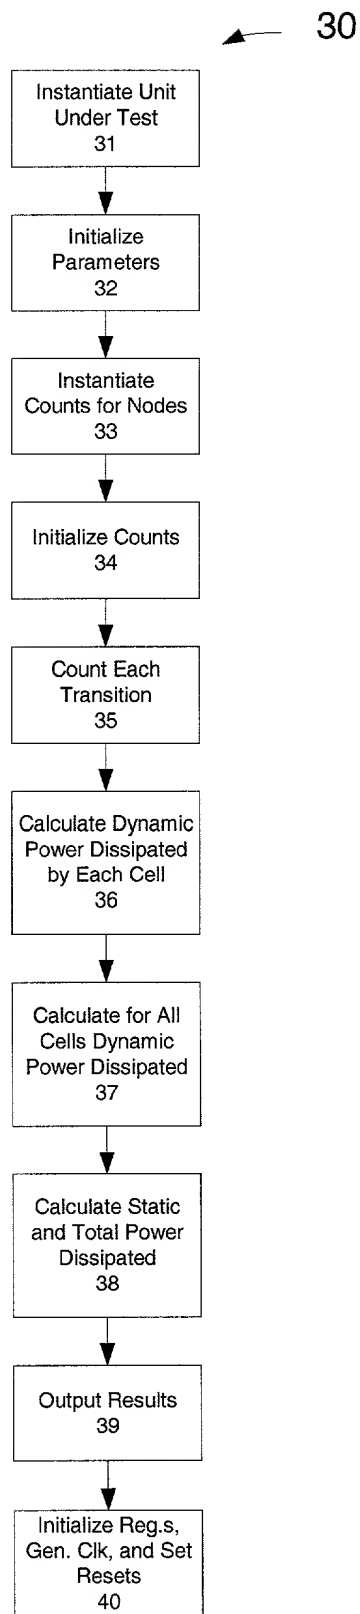 30
Instantiate Unit
Under Test
31
Initialize
Parameters
32
Instantiate
Counts for Nodes
33
Initialize Counts
34
Count Each
Transition
35
Calculate Dynamic
Power Dissipated
by Each Cell
36
Calculate for All
Cells Dynamic
Power Dissipated
37
Calculate Static
and Total Power
Dissipated
38
Output Results
39
Initialize Reg.s,
Gen. Clk, and Set
Resets
40